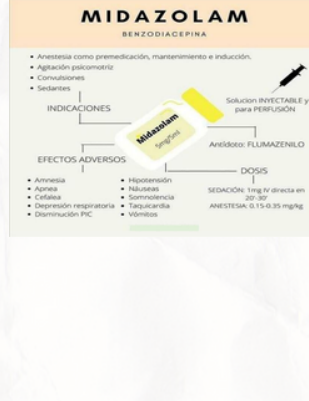 MIDAZOLAM
BENZODIACEPINA
Anestesia como premedicación, mantenimiento e inducción.
Agitación psicomotriz
Convulsiones
Sedantes
INDICACIONES
Midazolam
5mg/5ml
Solucion INYECTABLE y
para PERFUSIÓN
Antídoto: FLUMAZENILO
EFECTOS ADVERSOS
Amnesia
Apnea
Cefalea
Depresión respiratoria
Disminución PIC
Hipotensión
Náuseas
Somnolencia
Taquicardia
Vómitos
DOSIS
SEDACIÓN: 1mg IV directa en
20'-30'
ANESTESIA: 0.15-0.35 mg/kg